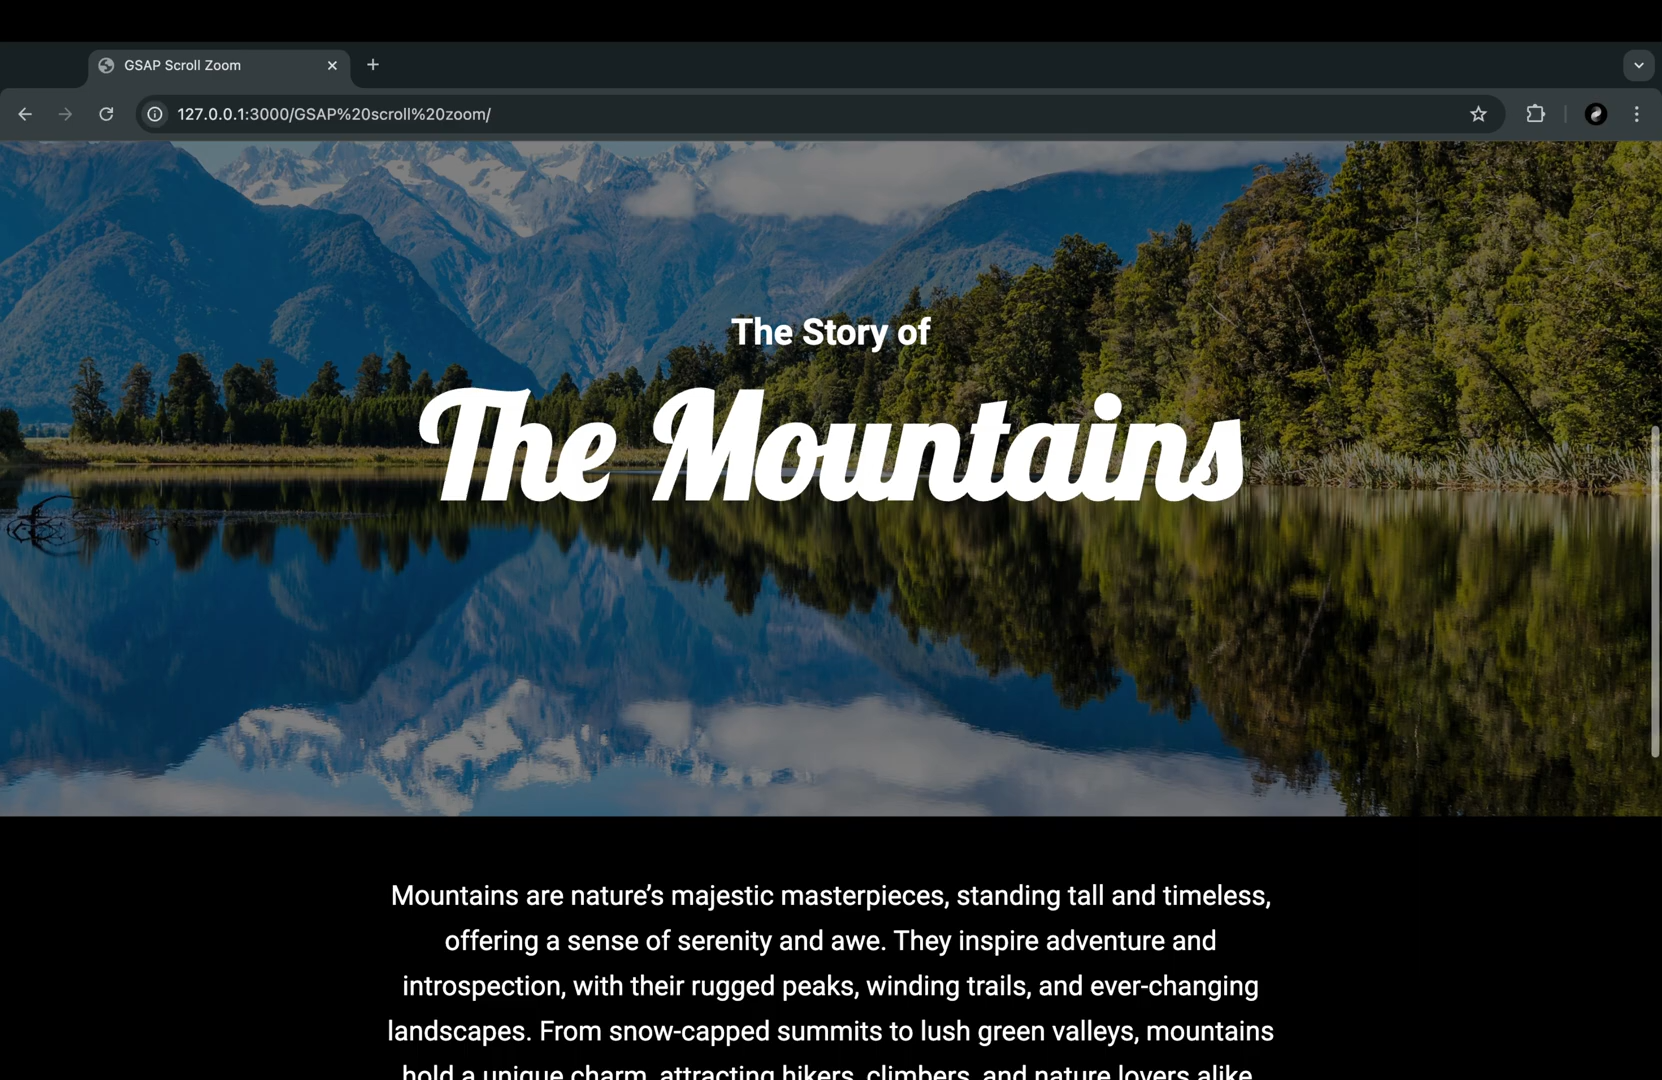 GSAP Scroll Zoom
127.0.0.1:3000/GSAP%20scroll%20zoom/
The Story of
The Mountains
Mountains are nature’s majestic masterpieces, standing tall and timeless,
offering a sense of serenity and awe. They inspire adventure and
introspection, with their rugged peaks, winding trails, and ever-changing
landscapes. From snow-capped summits to lush green valleys, mountains
hold a unique charm, attracting hikers, climbers, and nature lovers alike.